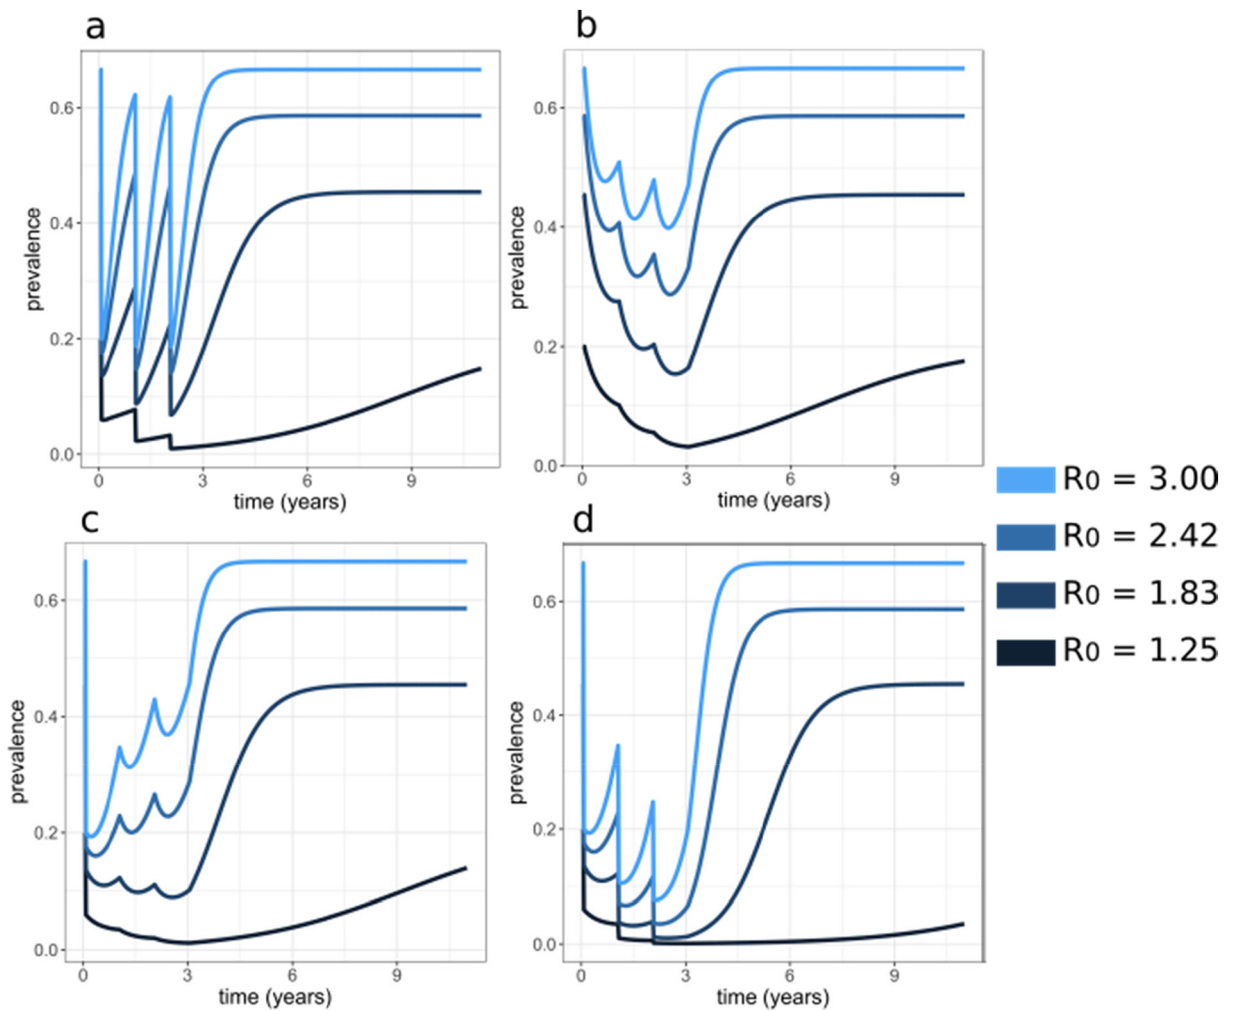 a
0.6
0.4
0.2
0.0
prevalence
0 3 6 9
time (years)
b
0.6
0.4
0.2
0.0
prevalence
0 3 6 9
time (years)
c
0.6
0.4
0.2
0.0
prevalence
0 3 6 9
time (years)
d
0.6
0.4
0.2
0.0
prevalence
0 3 6 9
time (years)
R0 = 3.00
R0 = 2.42
R0 = 1.83
R0 = 1.25